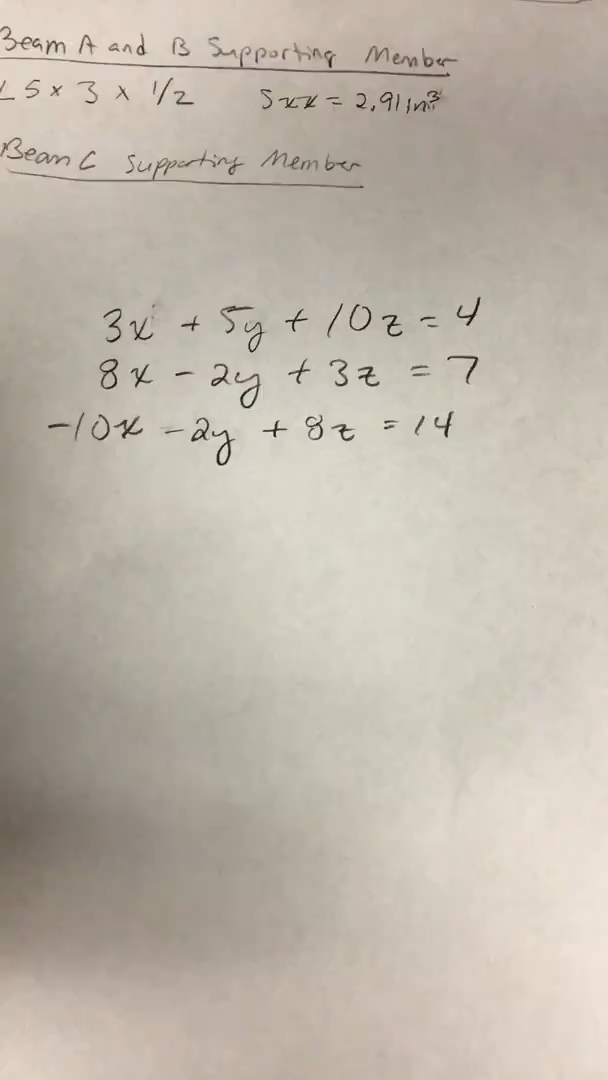 Beam A and B Supporting Member
L 5 x 3 x 1/2 Sxx = 2.91 in³
Beam C Supporting Member
3x + 5y + 10z = 4
8x - 2y + 3z = 7
-10x - 2y + 8z = 14